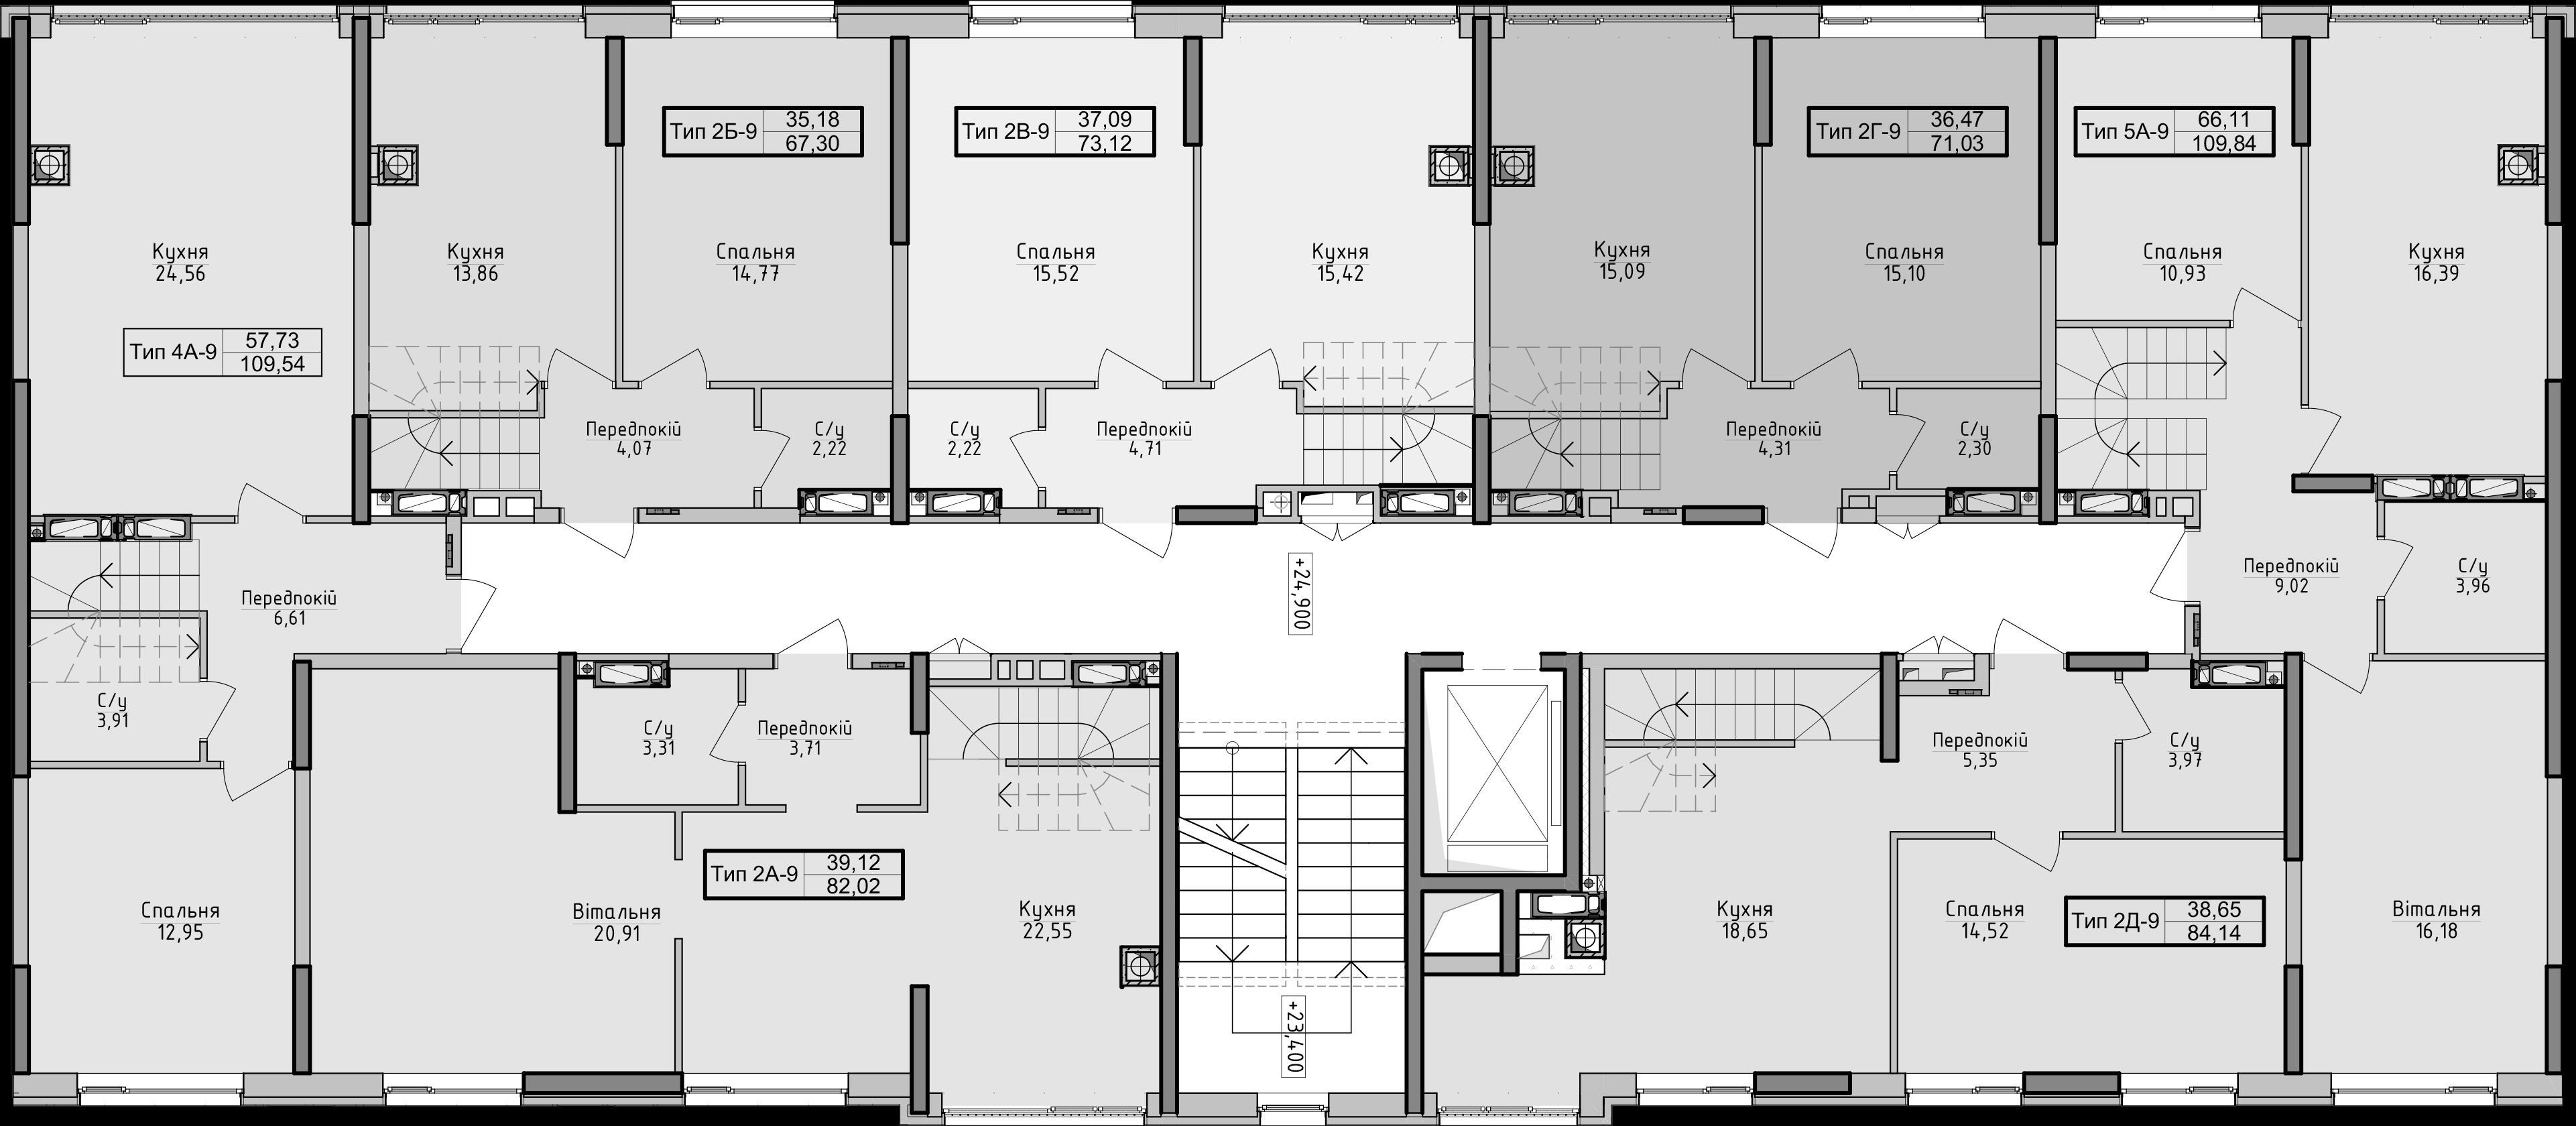 Тип 2Б-9
35,18
67,30
Тип 2В-9
37,09
73,12
Тип 2Г-9
36,47
71,03
Тип 5А-9
66,11
109,84
Кухня
24,56
Кухня
13,86
Спальня
14,77
Спальня
15,52
Кухня
15,42
Кухня
15,09
Спальня
15,10
Спальня
10,93
Кухня
16,39
Тип 4А-9
57,73
109,54
Передпокій
4,07
С/у
2,22
С/у
2,22
Передпокій
4,71
Передпокій
4,31
С/у
2,30
Передпокій
6,61
+24,900
Передпокій
9,02
С/у
3,96
С/у
3,91
С/у
3,31
Передпокій
3,71
Передпокій
5,35
С/у
3,97
Тип 2А-9
39,12
82,02
Спальня
12,95
Вітальня
20,91
Кухня
22,55
Кухня
18,65
Спальня
14,52
Тип 2Д-9
38,65
84,14
Вітальня
16,18
+23,400